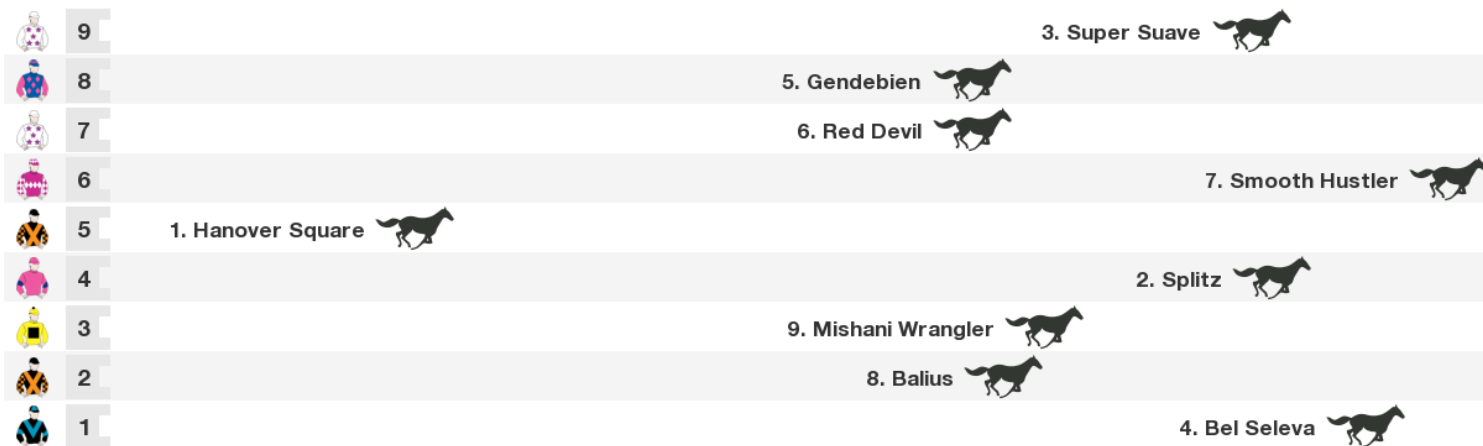 9 3. Super Suave
8 5. Gendebien
7 6. Red Devil
6 7. Smooth Hustler
5 1. Hanover Square
4 2. Splitz
3 9. Mishani Wrangler
2 8. Balius
1 4. Bel Seleva